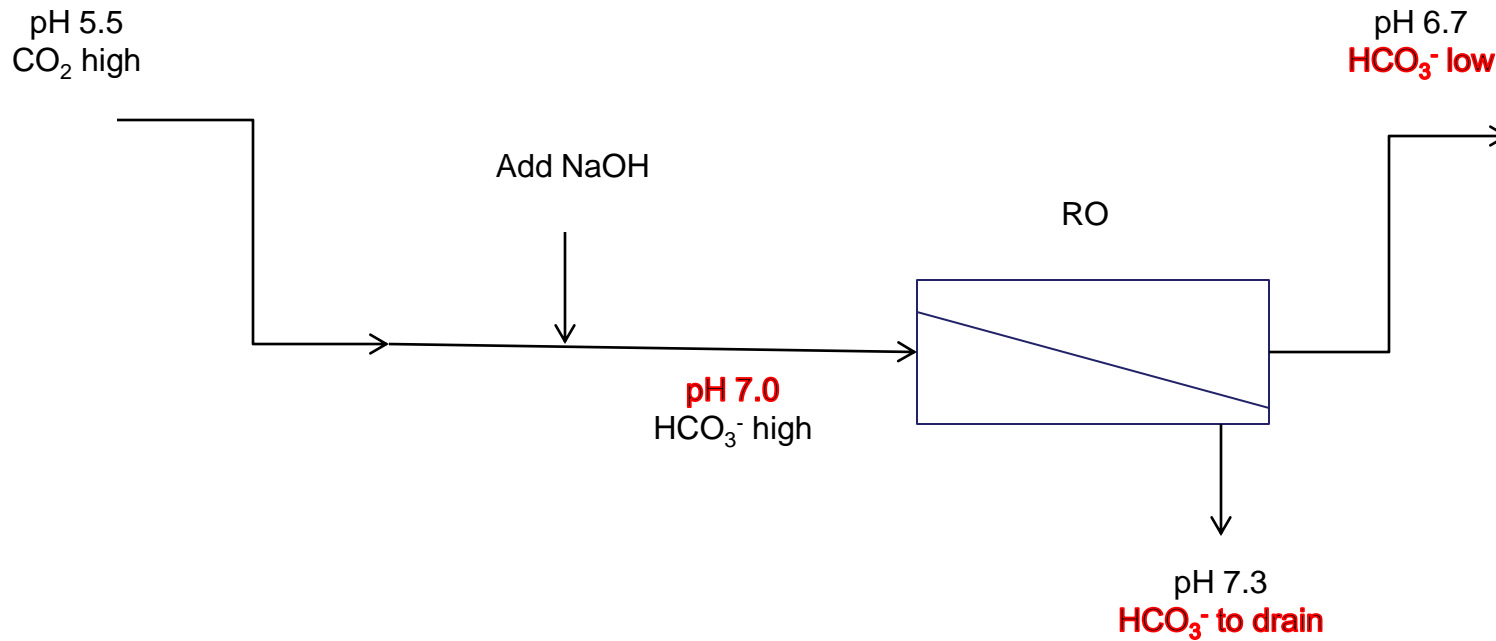 pH 5.5
CO₂ high
Add NaOH
pH 7.0
HCO₃⁻ high
RO
pH 6.7
HCO₃⁻ low
pH 7.3
HCO₃⁻ to drain